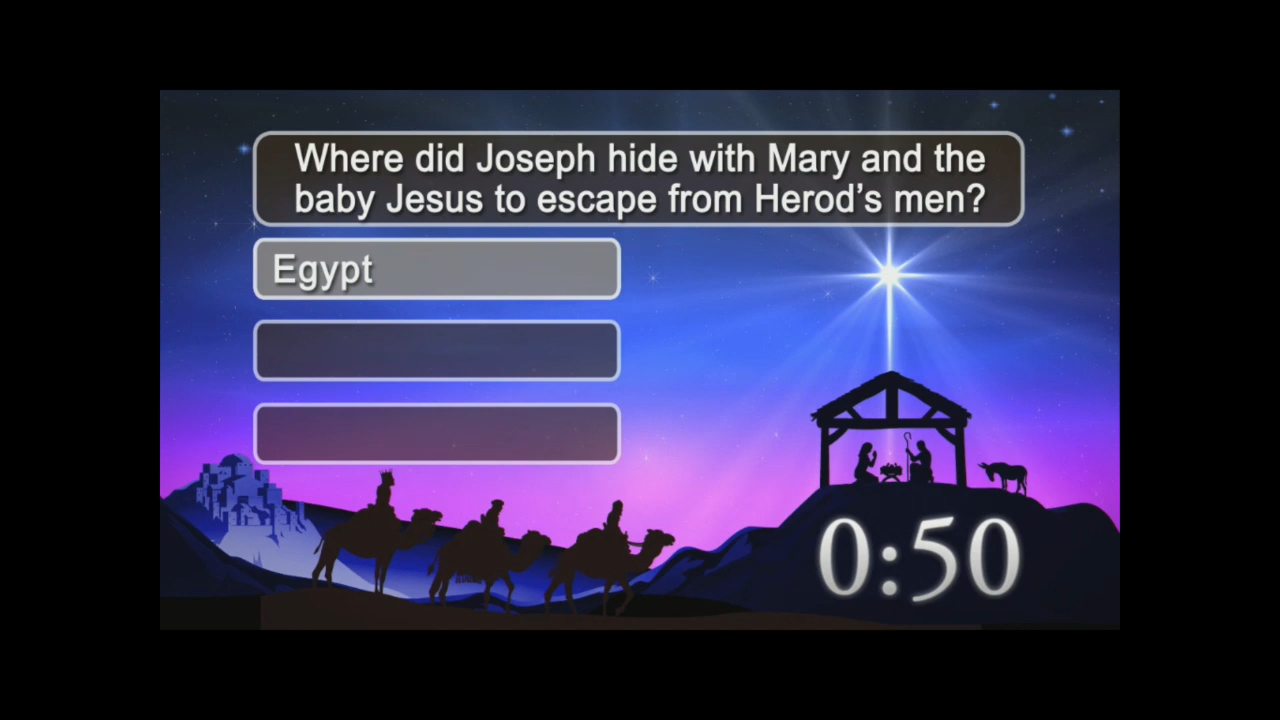 Where did Joseph hide with Mary and the
baby Jesus to escape from Herod’s men?
Egypt
0:50